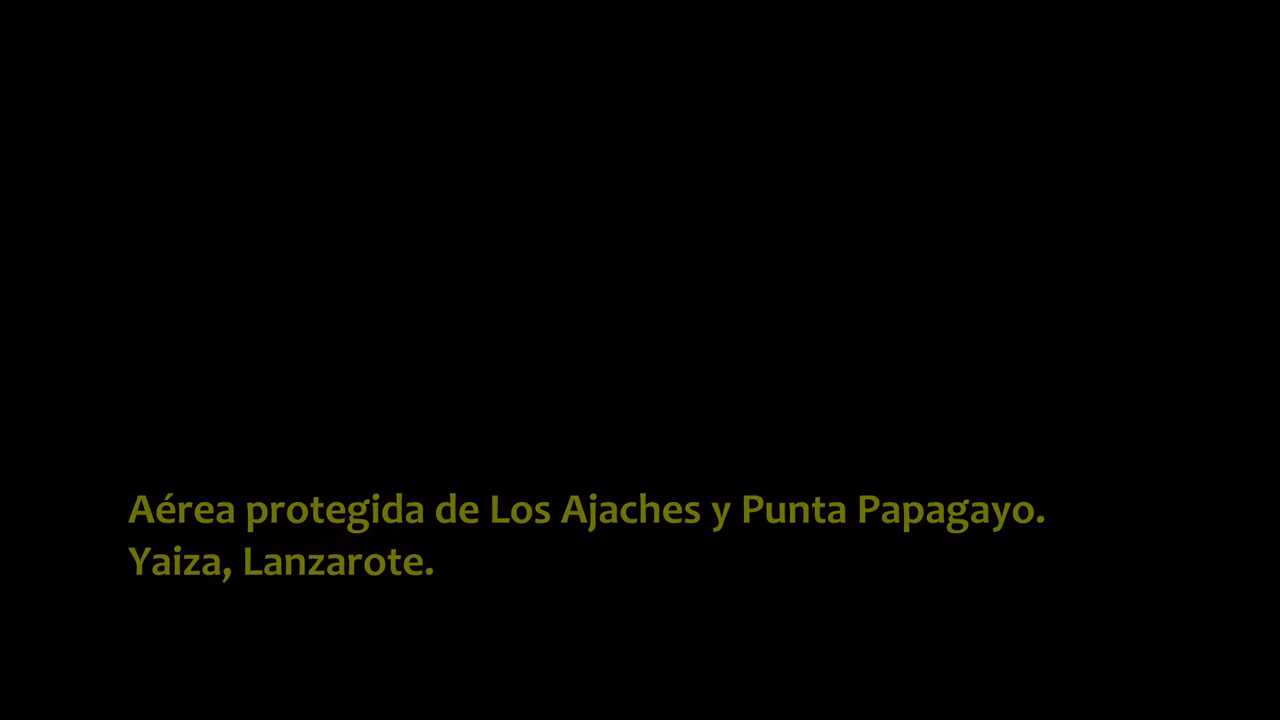 Aérea protegida de Los Ajaches y Punta Papagayo.
Yaiza, Lanzarote.